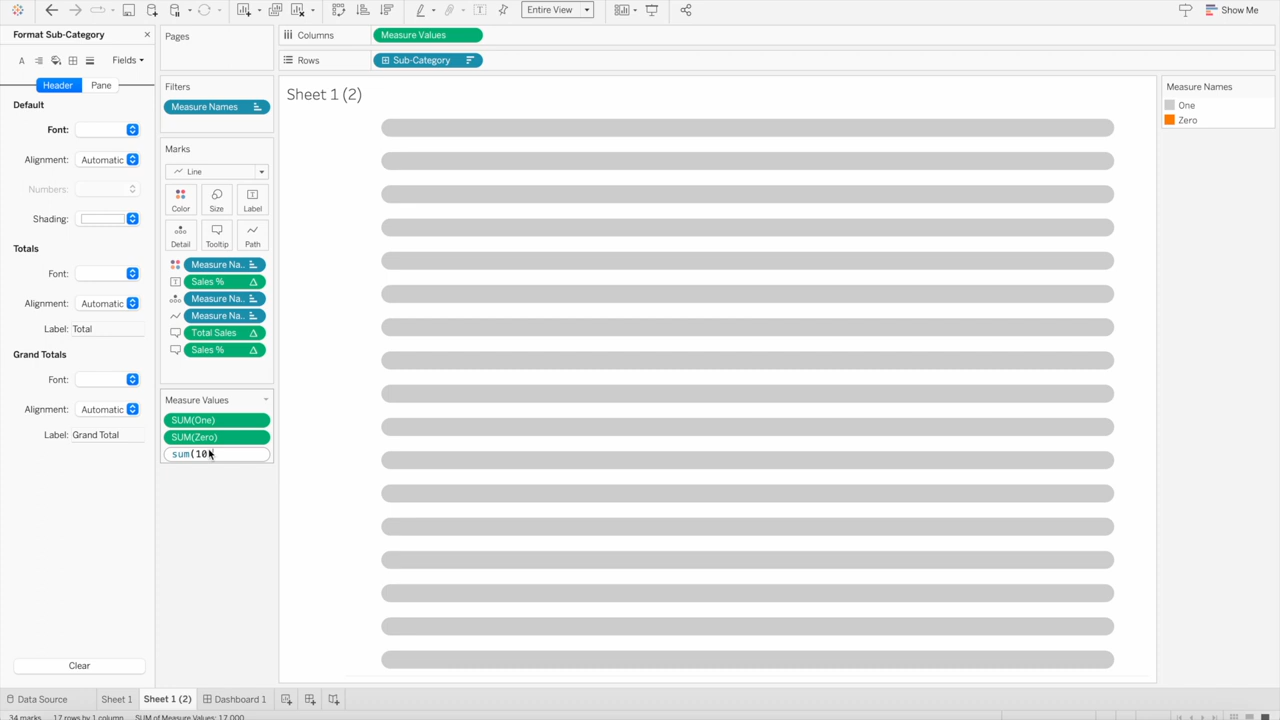 Entire View
Show Me
Format Sub-Category
Fields
Header
Pane
Default
Font:
Alignment: Automatic
Numbers:
Shading:
Totals
Font:
Alignment: Automatic
Label: Total
Grand Totals
Font:
Alignment: Automatic
Label: Grand Total
Clear
Pages
Filters
Measure Names
Marks
Line
Color Size Label
Detail Tooltip Path
Measure Na..
Sales %
Measure Na..
Measure Na..
Total Sales
Sales %
Measure Values
SUM(One)
SUM(Zero)
sum(10
Columns Measure Values
Rows Sub-Category
Sheet 1 (2)
Measure Names
One
Zero
Data Source Sheet 1 Sheet 1 (2) Dashboard 1
34 marks 17 rows by 1 column SUM of Measure Values: 17,000